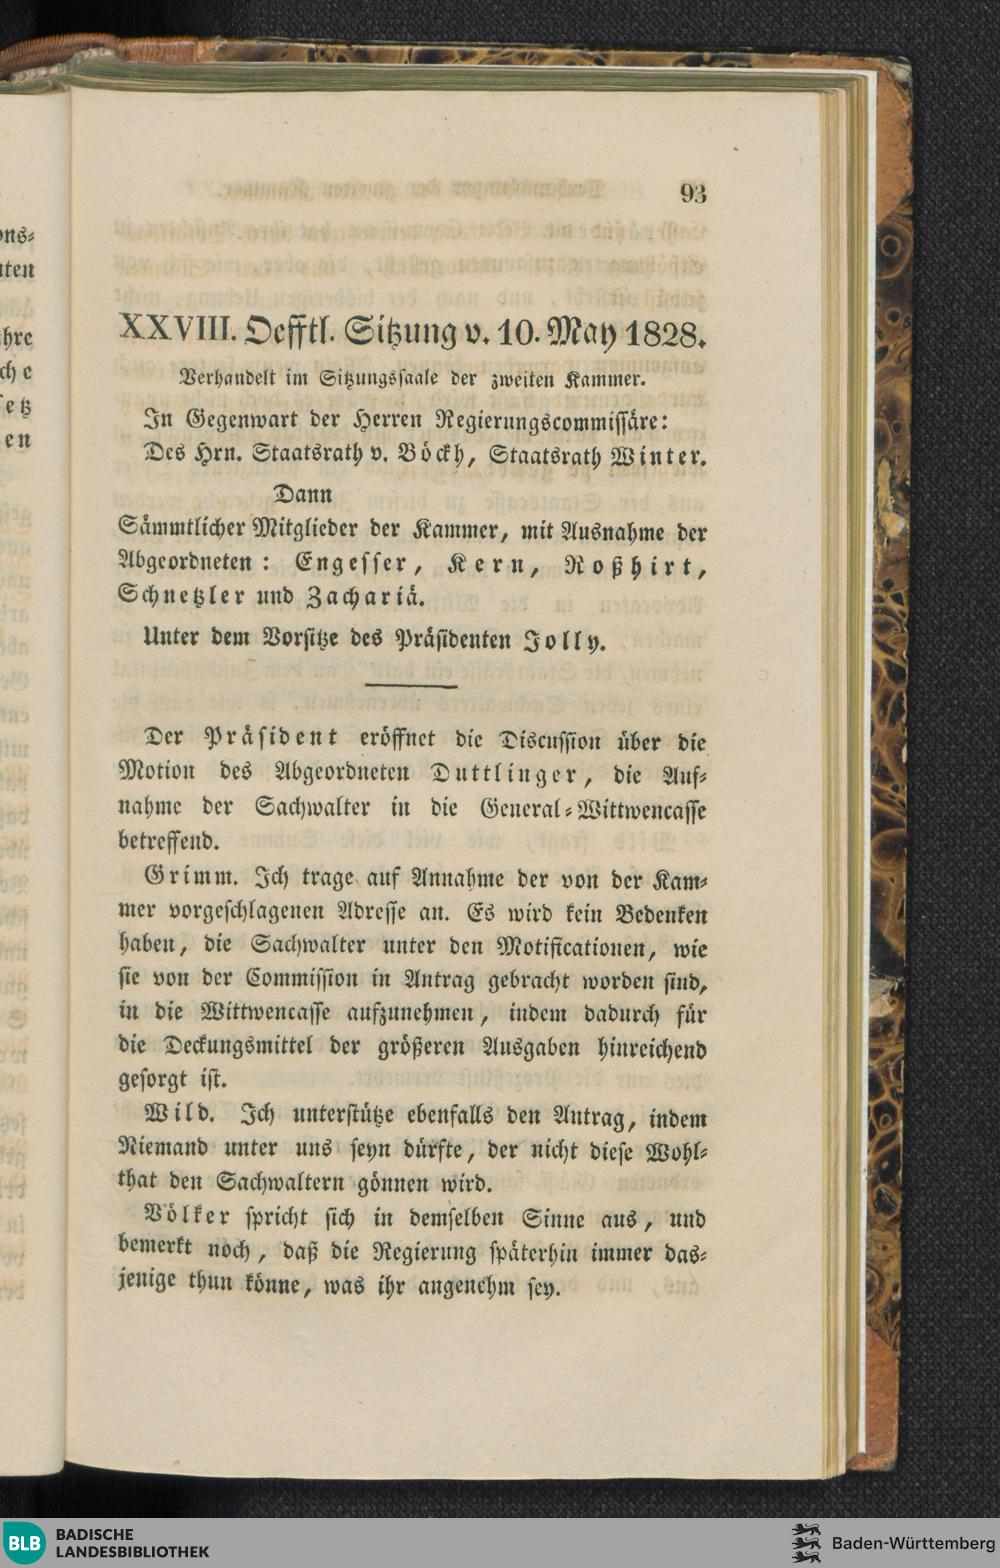 93
XXVIII. Oefftl. Sitzung v. 10. May 1828.
Verhandelt im Sitzungssaale der zweiten Kammer.
In Gegenwart der Herren Regierungscommissäre:
Des Hrn. Staatsrath v. Böckh, Staatsrath Winter.
Dann
Sämmtlicher Mitglieder der Kammer, mit Ausnahme der
Abgeordneten: Engesser, Kern, Roßhirt,
Schnetzler und Zachariä.
Unter dem Vorsitze des Präsidenten Jolly.
Der Präsident eröffnet die Discussion über die
Motion des Abgeordneten Duttlinger, die Auf-
nahme der Sachwalter in die General-Wittwencasse
betreffend.
Grimm. Ich trage auf Annahme der von der Kam-
mer vorgeschlagenen Adresse an. Es wird kein Bedenken
haben, die Sachwalter unter den Motificationen, wie
sie von der Commission in Antrag gebracht worden sind,
in die Wittwencasse aufzunehmen, indem dadurch für
die Deckungsmittel der größeren Ausgaben hinreichend
gesorgt ist.
Wild. Ich unterstütze ebenfalls den Antrag, indem
Niemand unter uns seyn dürfte, der nicht diese Wohl-
that den Sachwaltern gönnen wird.
Völker spricht sich in demselben Sinne aus, und
bemerkt noch, daß die Regierung späterhin immer das-
jenige thun könne, was ihr angenehm sey.
BLB BADISCHE
LANDESBIBLIOTHEK
Baden-Württemberg